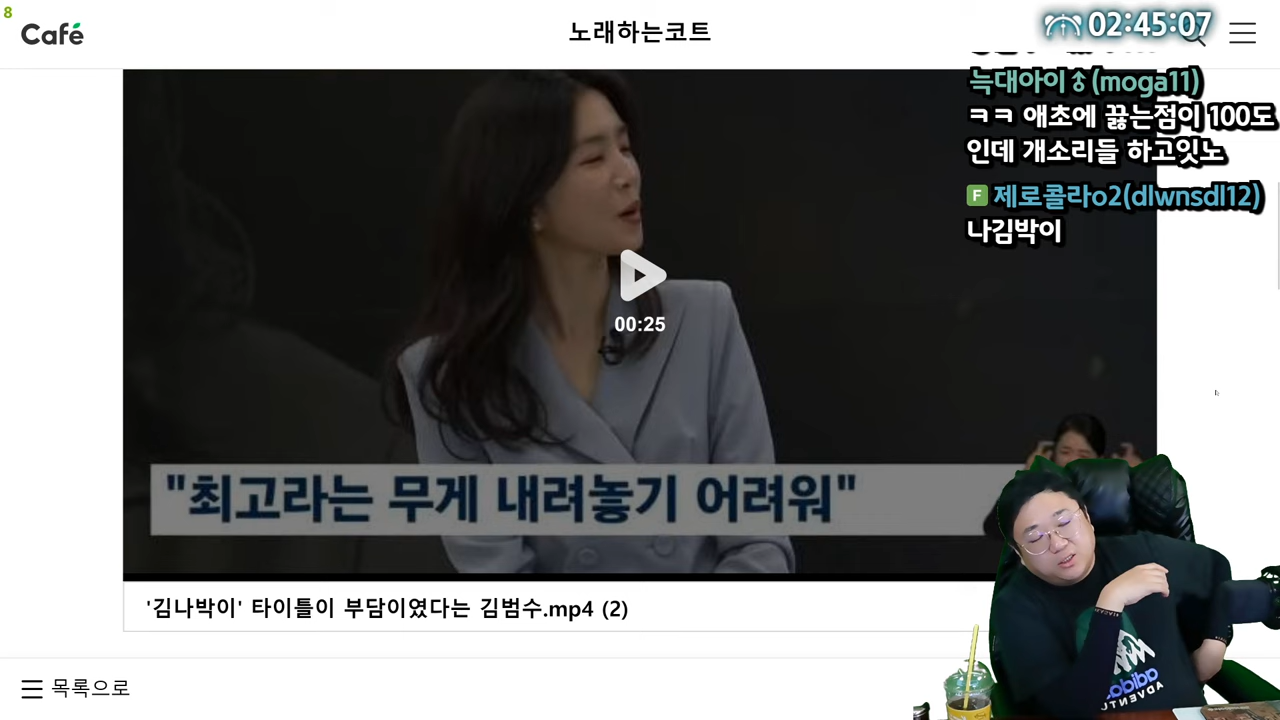 8
Café
노래하는코트
02:45:07
늑대아이⚦(moga11)
ㅋㅋ 애초에 끓는점이 100도
인데 개소리들 하고잇노
F 제로콜라o2(dlwnsdl12)
나김박이
00:25
"최고라는 무게 내려놓기 어려워"
'김나박이' 타이틀이 부담이였다는 김범수.mp4 (2)
목록으로
adidas
ADVENTU